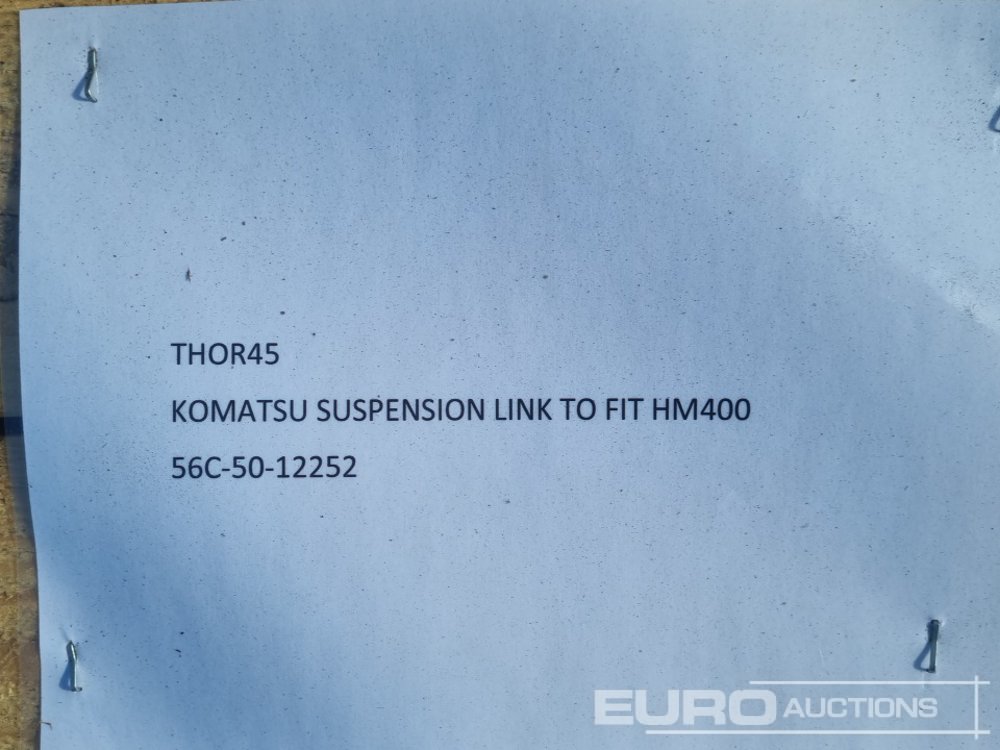 THOR45
KOMATSU SUSPENSION LINK TO FIT HM400
56C-50-12252
EURO AUCTIONS